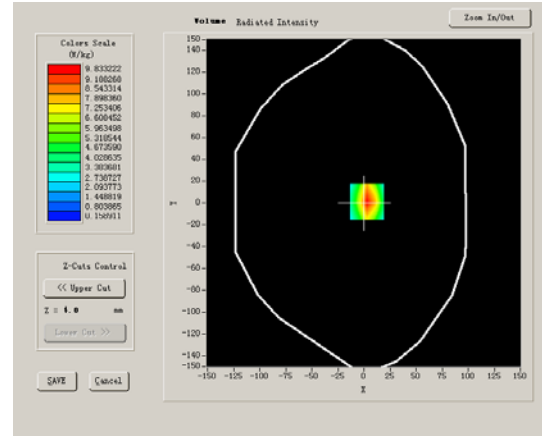 Volume Radiated Intensity
Zoom In/Out
Colors Scale
(W/kg)
9.833222
9.188268
8.543314
7.898360
7.253406
6.608452
5.963498
5.318544
4.673590
4.028635
3.383681
2.738727
2.093773
1.448819
0.803865
0.158911
150
140
120
100
80
60
40
20
0
-20
-40
-60
-80
-100
-120
-140
-150
Y
-150 -125 -100 -75 -50 -25 0 25 50 75 100 125 150
X
Z-Cuts Control
<< Upper Cut
Z = 4.0 mm
Lower Cut >>
SAVE
Cancel